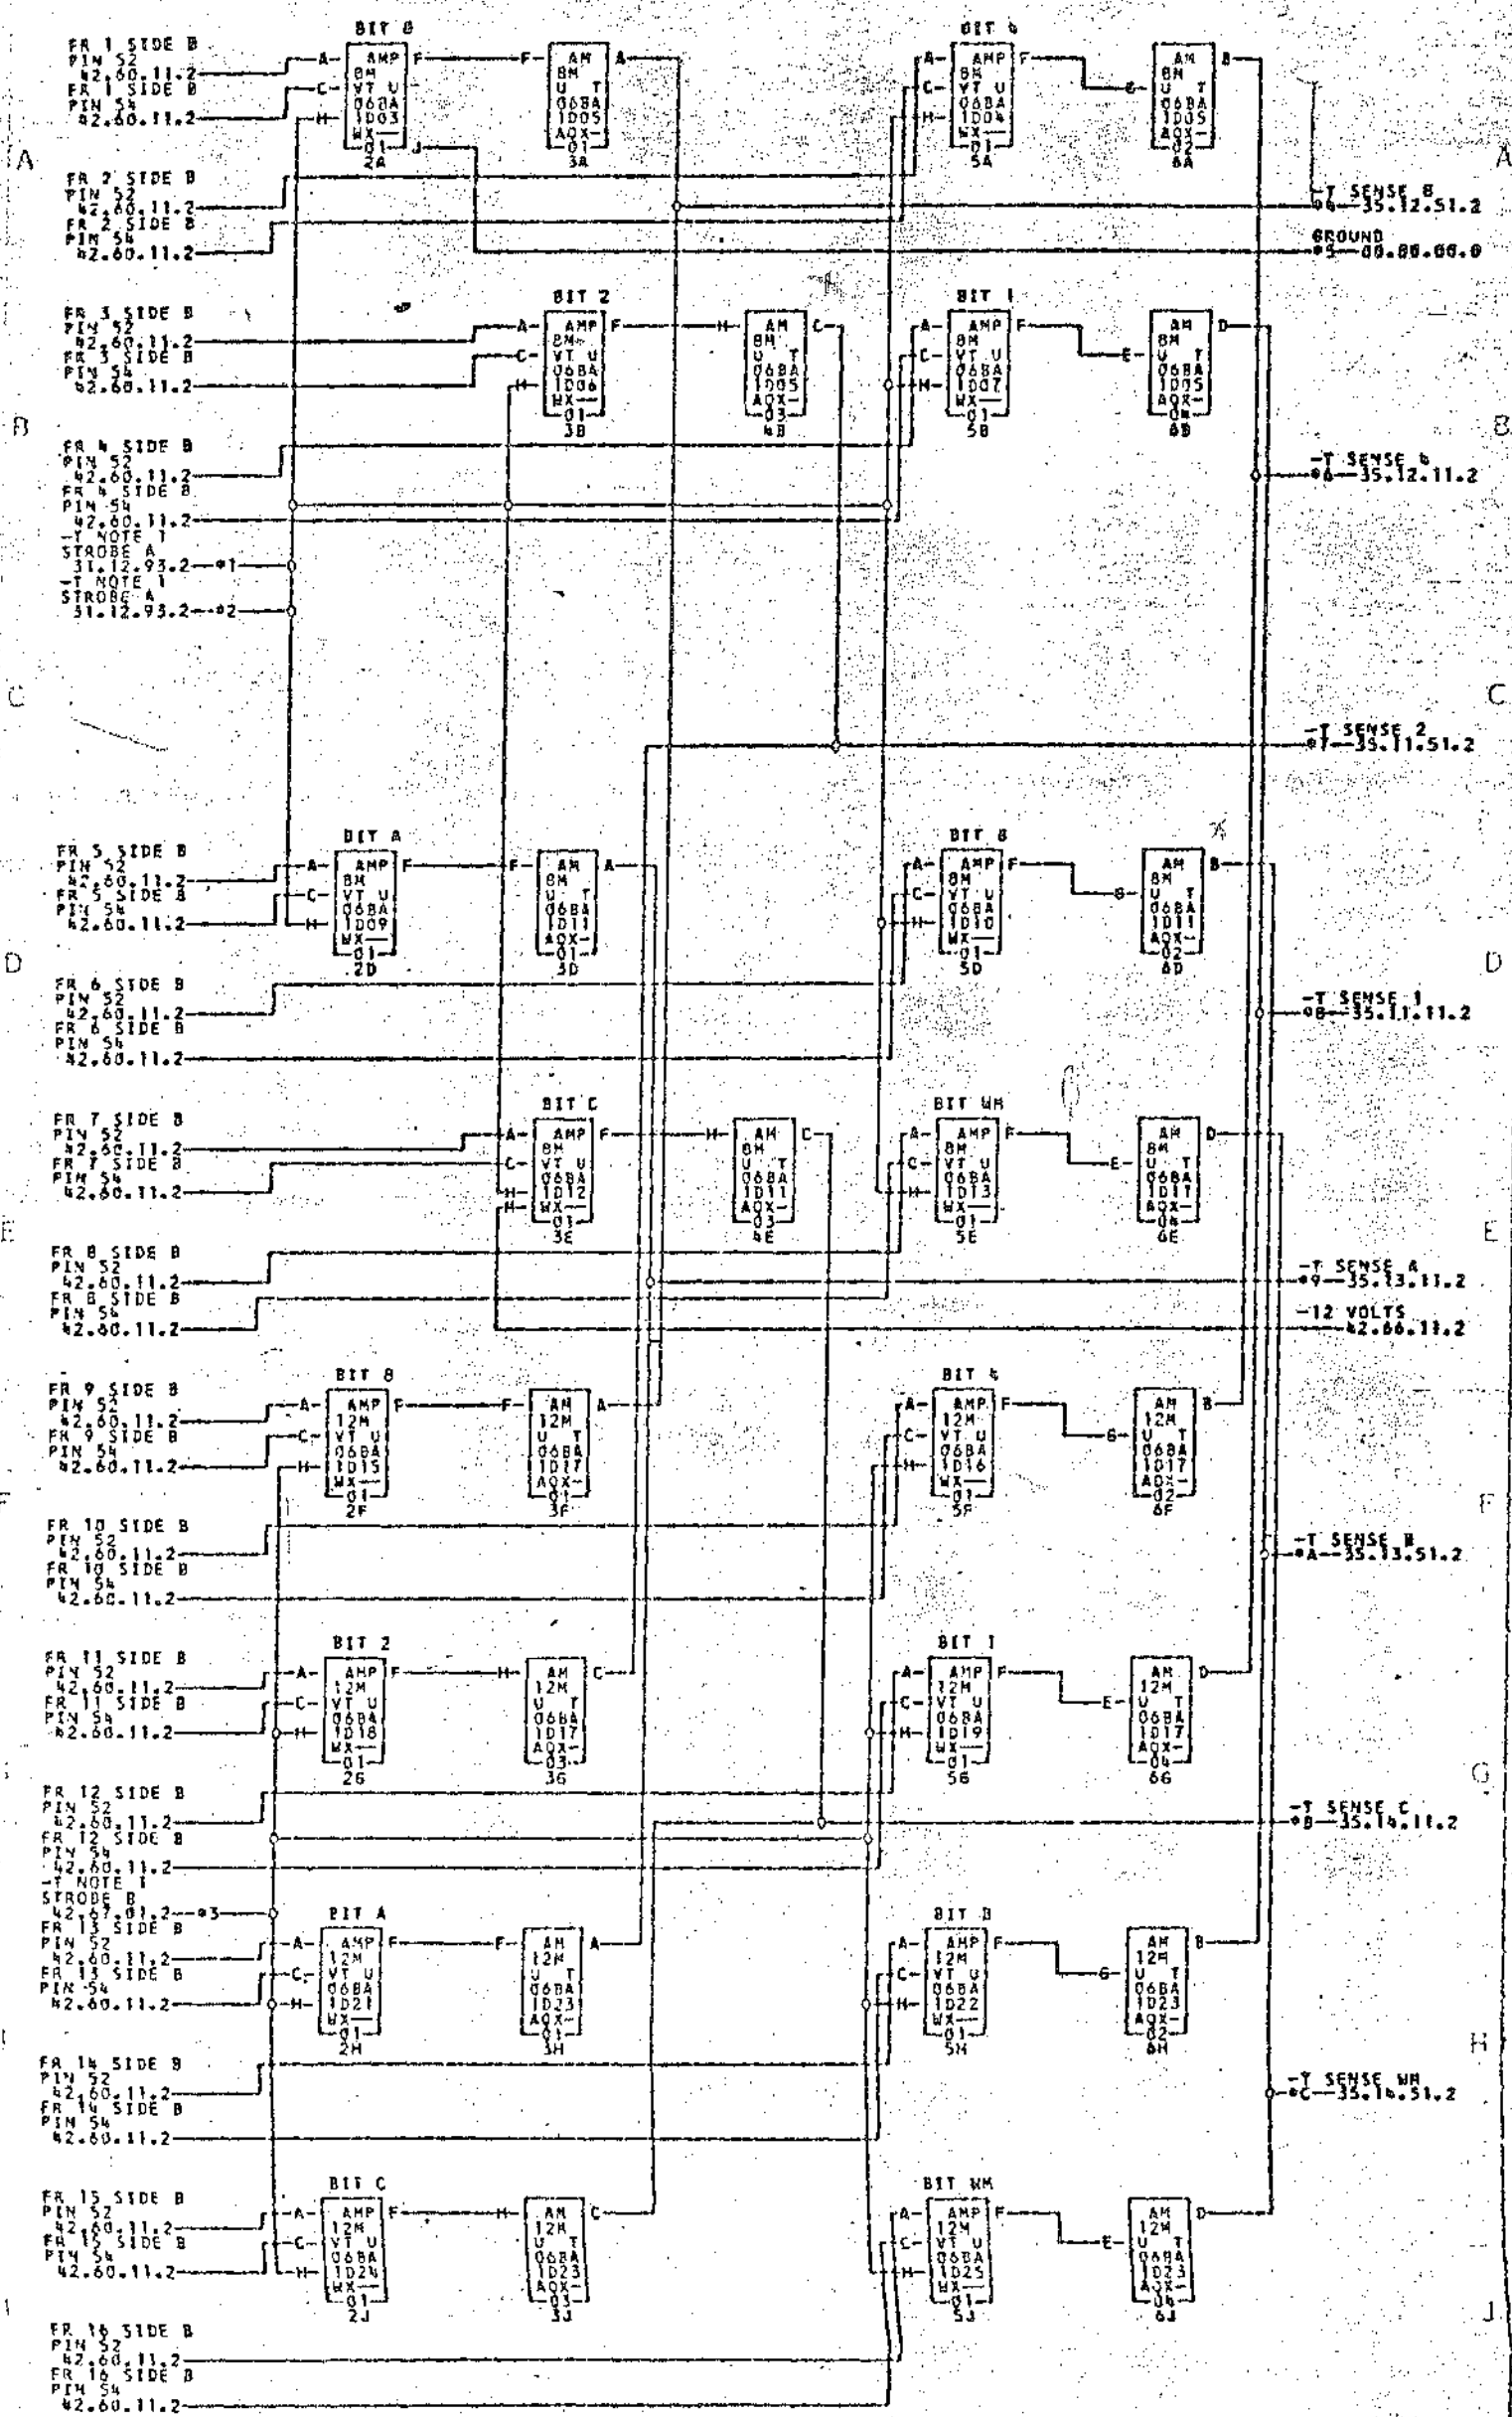 BIT 8
BIT 4
FR 1 SIDE B
PIN 52
42.60.11.2
FR 1 SIDE B
PIN 54
42.60.11.2
A- AMP F
8M
C- VT U
06BA
H- 1D03
WX
01 J
2A
F- AM A
8M
U T
06BA
1D05
AQX-
01
3A
A- AMP F
8M
C- VT U
06BA
H- 1D04
WX
01
5A
G- AM B
8M
U T
06BA
1D05
AQX-
02
6A
A
A
FR 2 SIDE B
PIN 52
42.60.11.2
FR 2 SIDE B
PIN 54
42.60.11.2
-T SENSE 8
35.12.51.2
GROUND
*5-00.00.00.0
BIT 2
BIT 1
FR 3 SIDE B
PIN 52
42.60.11.2
FR 3 SIDE B
PIN 54
42.60.11.2
A- AMP F
8M
C- VT U
06BA
H- 1D06
WX
01
3B
H- AM C
8M
U T
06BA
1D05
AQX-
03
4B
A- AMP F
8M
C- VT U
06BA
H- 1D07
WX
01
5B
E- AM D
8M
U T
06BA
1D05
AQX-
04
6B
B
B
FR 4 SIDE B
PIN 52
42.60.11.2
FR 4 SIDE B
PIN 54
42.60.11.2
-T NOTE 1
STROBE A
31.12.93.2--*1
-T NOTE 1
STROBE A
31.12.93.2--*2
-T SENSE 4
*6--35.12.11.2
C
C
-T SENSE 2
*7--35.11.51.2
BIT A
BIT B
FR 5 SIDE B
PIN 52
42.60.11.2
FR 5 SIDE B
PIN 54
42.60.11.2
A- AMP F
8M
C- VT U
06BA
H- 1D09
WX
01
2D
F- AM A
8M
U T
06BA
1D11
AQX-
01
3D
A- AMP F
8M
C- VT U
06BA
H- 1D10
WX
01
5D
G- AM B
8M
U T
06BA
1D11
AQX-
02
6D
D
D
FR 6 SIDE B
PIN 52
42.60.11.2
FR 6 SIDE B
PIN 54
42.60.11.2
-T SENSE 1
*8--35.11.11.2
BIT C
BIT WM
FR 7 SIDE B
PIN 52
42.60.11.2
FR 7 SIDE B
PIN 54
42.60.11.2
A- AMP F
8M
C- VT U
06BA
H- 1D12
H- WX
01
3E
H- AM C
8M
U T
06BA
1D11
AQX-
03
4E
A- AMP F
8M
C- VT U
06BA
H- 1D13
WX
01
5E
E- AM D
8M
U T
06BA
1D11
AQX-
04
6E
E
E
FR 8 SIDE B
PIN 52
42.60.11.2
FR 8 SIDE B
PIN 54
42.60.11.2
-T SENSE A
*9--35.13.11.2
-12 VOLTS
42.66.11.2
BIT 8
BIT 4
FR 9 SIDE B
PIN 52
42.60.11.2
FR 9 SIDE B
PIN 54
42.60.11.2
A- AMP F
12M
C- VT U
06BA
H- 1D15
WX
01
2F
F- AM A
12M
U T
06BA
1D17
AQX-
01
3F
A- AMP F
12M
C- VT U
06BA
H- 1D16
WX
01
5F
G- AM B
12M
U T
06BA
1D17
AQX-
02
6F
F
F
FR 10 SIDE B
PIN 52
42.60.11.2
FR 10 SIDE B
PIN 54
42.60.11.2
-T SENSE B
*A--35.13.51.2
BIT 2
BIT 1
FR 11 SIDE B
PIN 52
42.60.11.2
FR 11 SIDE B
PIN 54
42.60.11.2
A- AMP F
12M
C- VT U
06BA
H- 1D18
WX
01
2G
H- AM C
12M
U T
06BA
1D17
AQX-
03
3G
A- AMP F
12M
C- VT U
06BA
H- 1D19
WX
01
5G
E- AM D
12M
U T
06BA
1D17
AQX-
04
6G
G
FR 12 SIDE B
PIN 52
42.60.11.2
FR 12 SIDE B
PIN 54
42.60.11.2
-T NOTE 1
STROBE B
42.67.01.2--*3
-T SENSE C
*B--35.14.11.2
BIT A
BIT B
FR 13 SIDE B
PIN 52
42.60.11.2
FR 13 SIDE B
PIN 54
42.60.11.2
A- AMP F
12M
C- VT U
06BA
H- 1D21
WX
01
2H
F- AM A
12M
U T
06BA
1D23
AQX-
01
3H
A- AMP F
12M
C- VT U
06BA
H- 1D22
WX
01
5H
G- AM B
12M
U T
06BA
1D23
AQX-
02
6H
H
FR 14 SIDE B
PIN 52
42.60.11.2
FR 14 SIDE B
PIN 54
42.60.11.2
-T SENSE WM
*C--35.14.51.2
BIT C
BIT WM
FR 15 SIDE B
PIN 52
42.60.11.2
FR 15 SIDE B
PIN 54
42.60.11.2
A- AMP F
12M
C- VT U
06BA
H- 1D24
WX
01
2J
H- AM C
12M
U T
06BA
1D23
AQX-
03
3J
A- AMP F
12M
C- VT U
06BA
H- 1D25
WX
01
5J
E- AM D
12M
U T
06BA
1D23
AQX-
04
6J
J
FR 16 SIDE B
PIN 52
42.60.11.2
FR 16 SIDE B
PIN 54
42.60.11.2